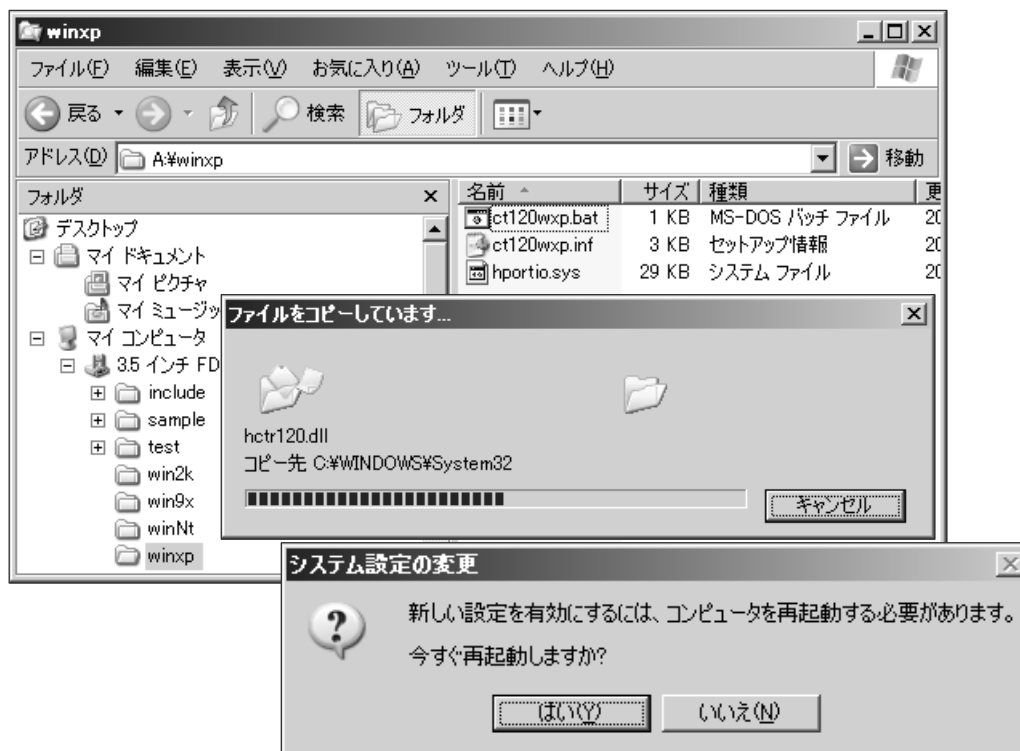 winxp
ファイル(F) 編集(E) 表示(V) お気に入り(A) ツール(T) ヘルプ(H)
戻る 検索 フォルダ
アドレス(D) A:¥winxp 移動
フォルダ
デスクトップ
マイ ドキュメント
マイ ピクチャ
マイ ミュージッ
マイ コンピュータ
3.5 インチ FD
include
sample
test
win2k
win9x
winNt
winxp
名前 サイズ 種類 更
ct120wxp.bat 1 KB MS-DOS バッチ ファイル 20
ct120wxp.inf 3 KB セットアップ情報 20
hportio.sys 29 KB システム ファイル 20
ファイルをコピーしています...
hctr120.dll
コピー先 C:¥WINDOWS¥System32
キャンセル
システム設定の変更
新しい設定を有効にするには、コンピュータを再起動する必要があります。
今すぐ再起動しますか?
はい(Y) いいえ(N)